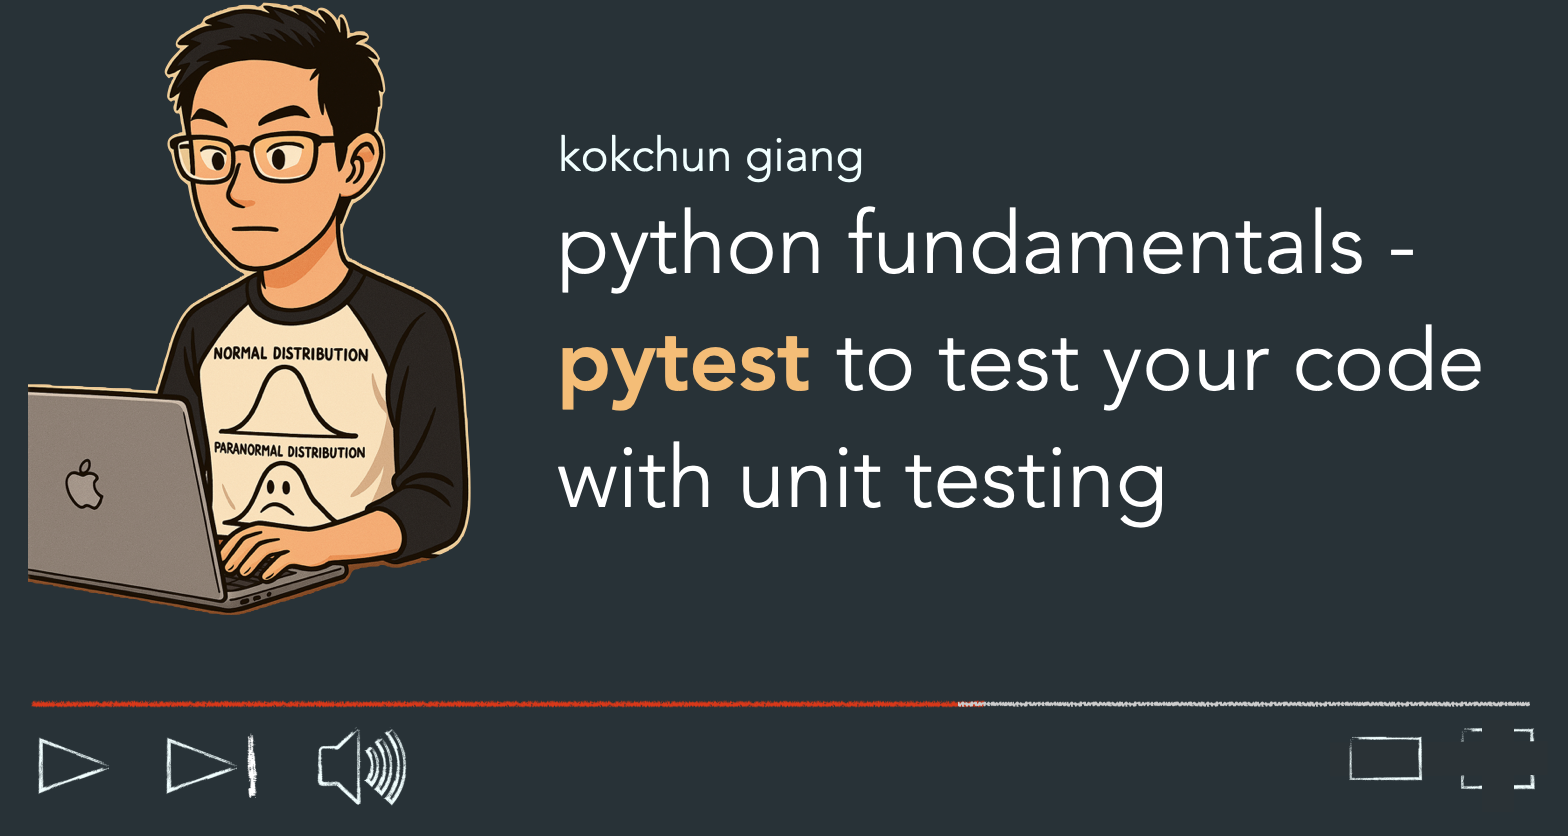 kokchun giang
python fundamentals -
pytest to test your code
with unit testing
NORMAL DISTRIBUTION
PARANORMAL DISTRIBUTION